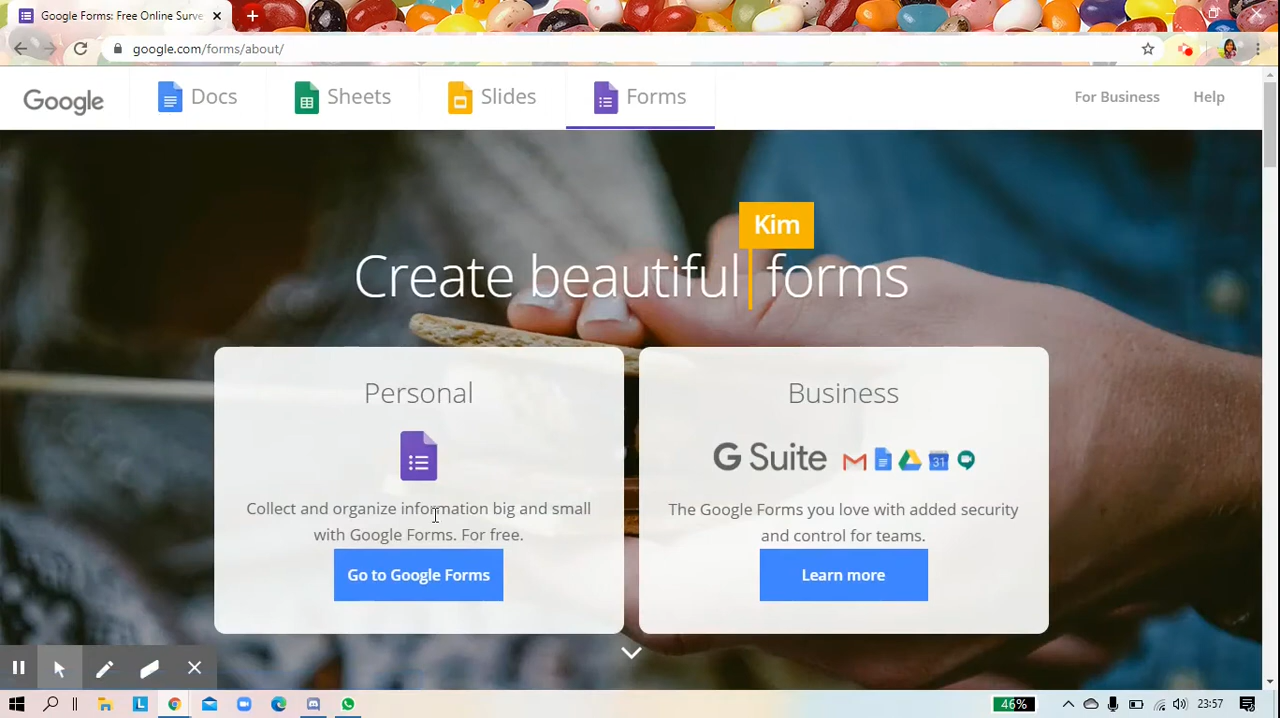 Google Forms: Free Online Surve
google.com/forms/about/
Google
Docs
Sheets
Slides
Forms
For Business
Help
Kim
Create beautiful forms
Personal
Collect and organize information big and small
with Google Forms. For free.
Go to Google Forms
Business
G Suite
31
The Google Forms you love with added security
and control for teams.
Learn more
L
46%
23:57